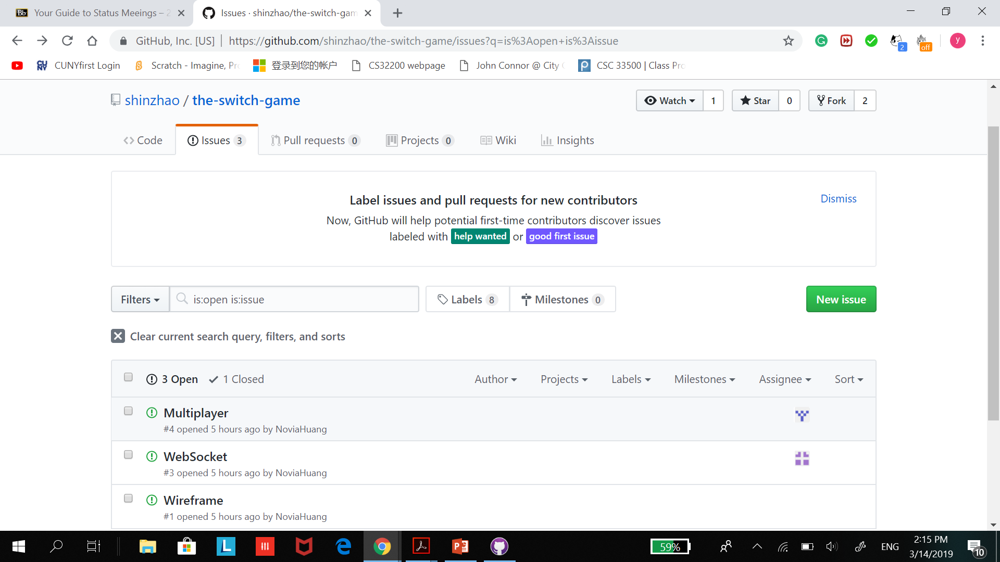 Your Guide to Status Meeings – 2
Issues · shinzhao/the-switch-gam
GitHub, Inc. [US] | https://github.com/shinzhao/the-switch-game/issues?q=is%3Aopen+is%3Aissue
2
off
y
CUNYfirst Login
Scratch - Imagine, Pr
登录到您的帐户
CS32200 webpage
John Connor @ City
CSC 33500 | Class Pro
shinzhao / the-switch-game
Watch 1
Star 0
Fork 2
Code
Issues 3
Pull requests 0
Projects 0
Wiki
Insights
Label issues and pull requests for new contributors
Dismiss
Now, GitHub will help potential first-time contributors discover issues
labeled with help wanted or good first issue
Filters
is:open is:issue
Labels 8
Milestones 0
New issue
Clear current search query, filters, and sorts
3 Open
1 Closed
Author
Projects
Labels
Milestones
Assignee
Sort
Multiplayer
#4 opened 5 hours ago by NoviaHuang
WebSocket
#3 opened 5 hours ago by NoviaHuang
Wireframe
#1 opened 5 hours ago by NoviaHuang
59%
ENG
2:15 PM
3/14/2019
10